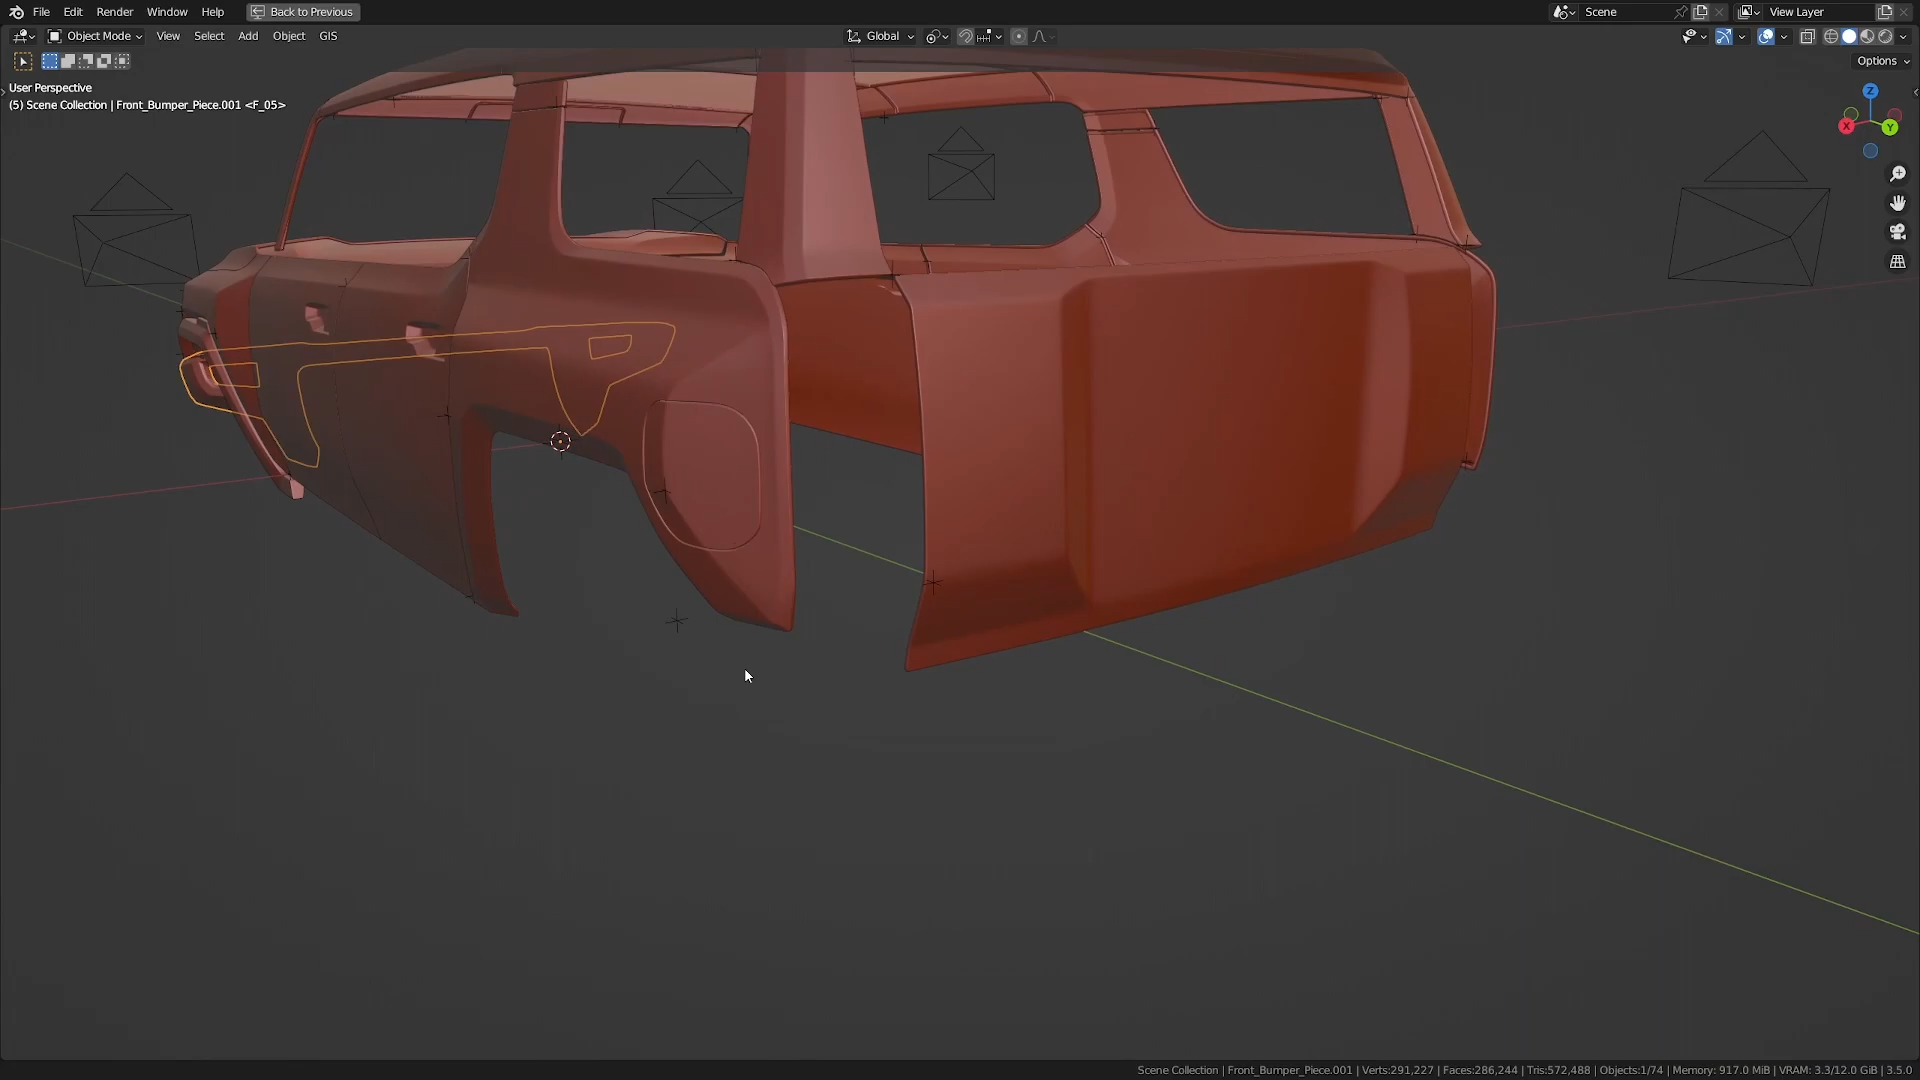 File Edit Render Window Help Back to Previous Scene View Layer
Object Mode View Select Add Object GIS Global
Options
User Perspective
(5) Scene Collection | Front_Bumper_Piece.001 <F_05>
Z
X
Y
Scene Collection | Front_Bumper_Piece.001 | Verts:291,227 | Faces:286,244 | Tris:572,488 | Objects:1/74 | Memory: 917.0 MiB | VRAM: 3.3/12.0 GiB | 3.5.0